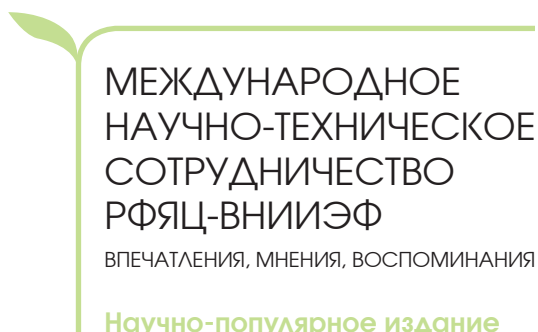 МЕЖДУНАРОДНОЕ
НАУЧНО-ТЕХНИЧЕСКОЕ
СОТРУДНИЧЕСТВО
РФЯЦ-ВНИИЭФ
ВПЕЧАТЛЕНИЯ, МНЕНИЯ, ВОСПОМИНАНИЯ
Научно-популярное издание